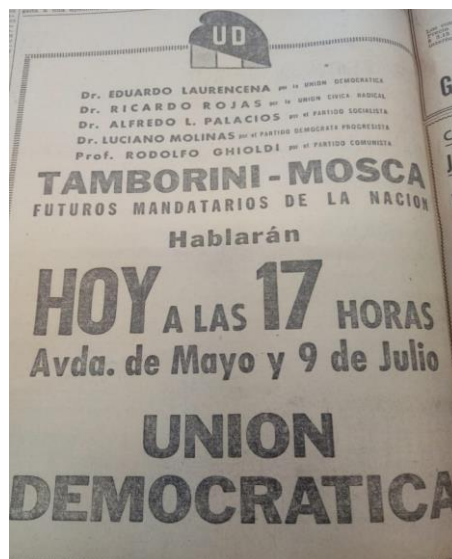 UD
Dr. EDUARDO LAURENCENA por la UNION DEMOCRATICA
Dr. RICARDO ROJAS por la UNION CIVICA RADICAL
Dr. ALFREDO L. PALACIOS por el PARTIDO SOCIALISTA
Dr. LUCIANO MOLINAS por el PARTIDO DEMOCRATA PROGRESISTA
Prof. RODOLFO GHIOLDI por el PARTIDO COMUNISTA
TAMBORINI - MOSCA
FUTUROS MANDATARIOS DE LA NACION
Hablarán
HOY A LAS 17 HORAS
Avda. de Mayo y 9 de Julio
UNION
DEMOCRATICA